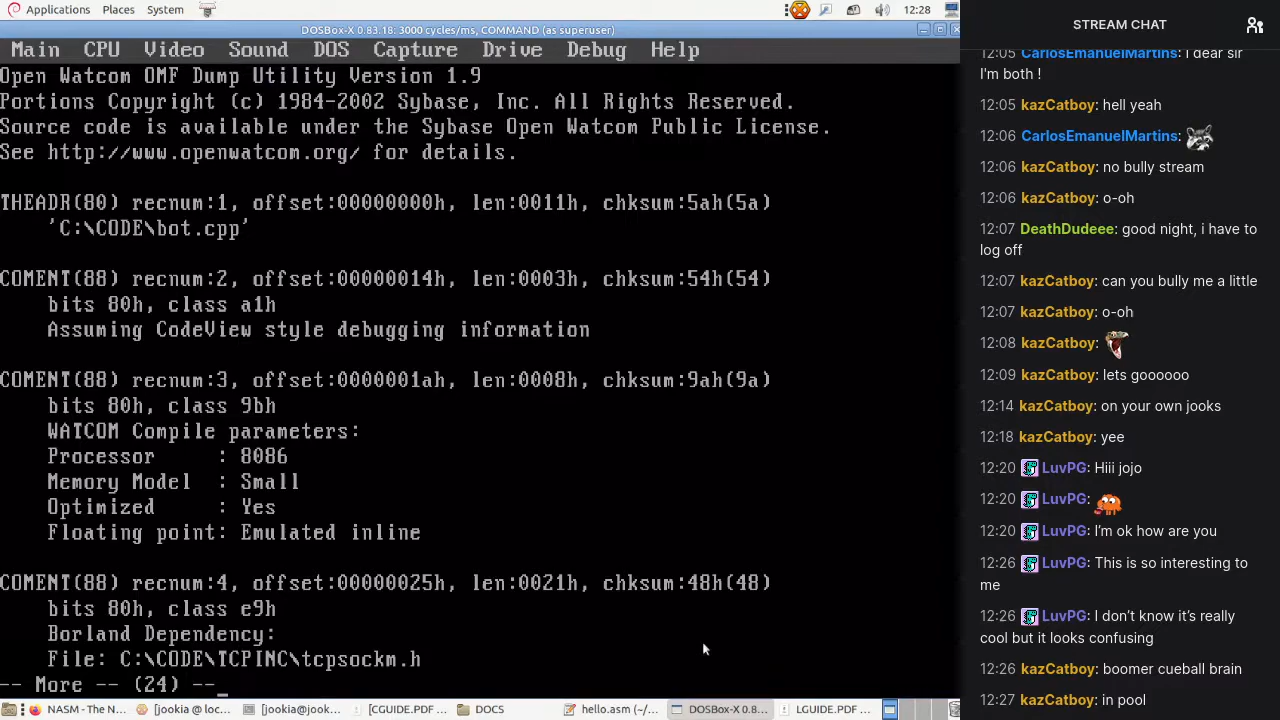 Applications Places System
12:28
DOSBox-X 0.83.18: 3000 cycles/ms, COMMAND (as superuser)
Main CPU Video Sound DOS Capture Drive Debug Help
Open Watcom OMF Dump Utility Version 1.9
Portions Copyright (c) 1984-2002 Sybase, Inc. All Rights Reserved.
Source code is available under the Sybase Open Watcom Public License.
See http://www.openwatcom.org/ for details.
THEADR(80) recnum:1, offset:00000000h, len:0011h, chksum:5ah(5a)
'C:\CODE\bot.cpp'
COMENT(88) recnum:2, offset:00000014h, len:0003h, chksum:54h(54)
bits 80h, class a1h
Assuming CodeView style debugging information
COMENT(88) recnum:3, offset:0000001ah, len:0008h, chksum:9ah(9a)
bits 80h, class 9bh
WATCOM Compile parameters:
Processor : 8086
Memory Model : Small
Optimized : Yes
Floating point: Emulated inline
COMENT(88) recnum:4, offset:00000025h, len:0021h, chksum:48h(48)
bits 80h, class e9h
Borland Dependency:
File: C:\CODE\TCPINC\tcpsockm.h
-- More -- (24) --_
NASM - The N...
[jookia @ loc...
[jookia@jook...
[CGUIDE.PDF ...
DOCS
hello.asm (~/...
DOSBox-X 0.8...
LGUIDE.PDF ...
STREAM CHAT
12:05 CarlosEmanuelMartins: I dear sir
I'm both !
12:05 kazCatboy: hell yeah
12:06 CarlosEmanuelMartins:
12:06 kazCatboy: no bully stream
12:06 kazCatboy: o-oh
12:07 DeathDudeee: good night, i have to
log off
12:07 kazCatboy: can you bully me a little
12:07 kazCatboy: o-oh
12:08 kazCatboy:
12:09 kazCatboy: lets goooooo
12:14 kazCatboy: on your own jooks
12:18 kazCatboy: yee
12:20 LuvPG: Hiii jojo
12:20 LuvPG:
12:20 LuvPG: I'm ok how are you
12:26 LuvPG: This is so interesting to
me
12:26 LuvPG: I don't know it's really
cool but it looks confusing
12:26 kazCatboy: boomer cueball brain
12:27 kazCatboy: in pool